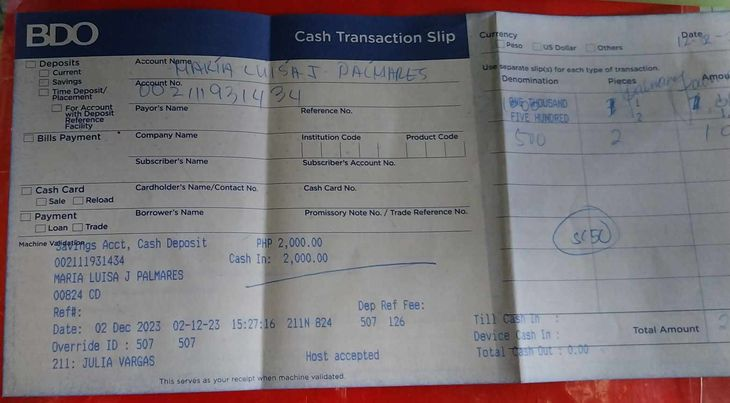 BDO
Cash Transaction Slip
Currency
Peso
US Dollar
Others
Date
Deposits
Current
Savings
Time Deposit/
Placement
For Account
with Deposit
Reference
Facility
Account Name
MARIA LUISA J. PALMARES
Account No.
002111931434
Payor's Name
Reference No.
Use separate slip(s) for each type of transaction.
Denomination Pieces Amou
THOUSAND 1
FIVE HUNDRED 2
500 2
Bills Payment
Company Name
Institution Code
Product Code
Subscriber's Name
Subscriber's Account No.
Cash Card
Sale
Reload
Cardholder's Name/Contact No.
Cash Card No.
Payment
Loan
Trade
Borrower's Name
Promissory Note No. / Trade Reference No.
Machine Validation
Savings Acct, Cash Deposit PHP 2,000.00
002111931434 Cash In: 2,000.00
MARIA LUISA J PALMARES
00824 CD
Ref#: Dep Ref Fee:
Date: 02 Dec 2023 02-12-23 15:27:16 211N 824 507 126
Override ID : 507 507
211: JULIA VARGAS Host accepted
Till Cash In :
Device Cash In :
Total Cash Out : 0.00
Total Amount
This serves as your receipt when machine validated.